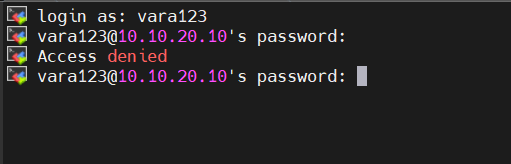 login as: vara123
vara123@10.10.20.10's password:
Access denied
vara123@10.10.20.10's password: